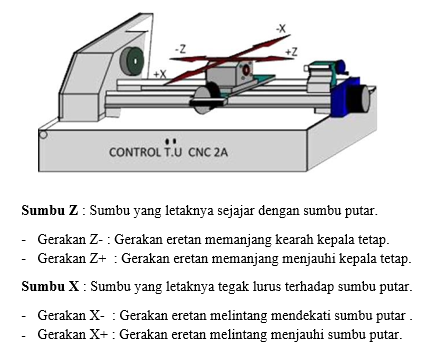 -X
-Z
+Z
+X
CONTROL T.U CNC 2A
Sumbu Z : Sumbu yang letaknya sejajar dengan sumbu putar.
- Gerakan Z- : Gerakan eretan memanjang kearah kepala tetap.
- Gerakan Z+ : Gerakan eretan memanjang menjauhi kepala tetap.
Sumbu X : Sumbu yang letaknya tegak lurus terhadap sumbu putar.
- Gerakan X- : Gerakan eretan melintang mendekati sumbu putar .
- Gerakan X+ : Gerakan eretan melintang menjauhi sumbu putar.